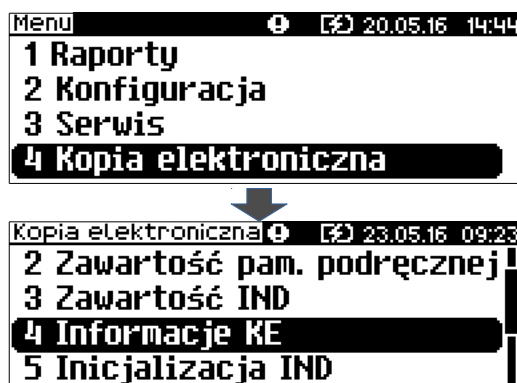 Menu 20.05.16 14:44
1 Raporty
2 Konfiguracja
3 Serwis
4 Kopia elektroniczna
Kopia elektroniczna 23.05.16 09:23
2 Zawartość pam. podręcznej
3 Zawartość IND
4 Informacje KE
5 Inicjalizacja IND